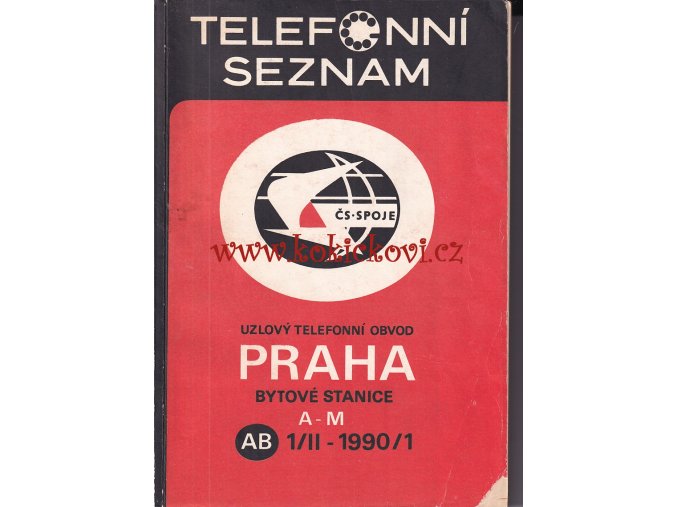 TELEFONNÍ
SEZNAM
ČS·SPOJE
www.kokickovi.cz
UZLOVÝ TELEFONNÍ OBVOD
PRAHA
BYTOVÉ STANICE
A-M
AB 1/II - 1990/1